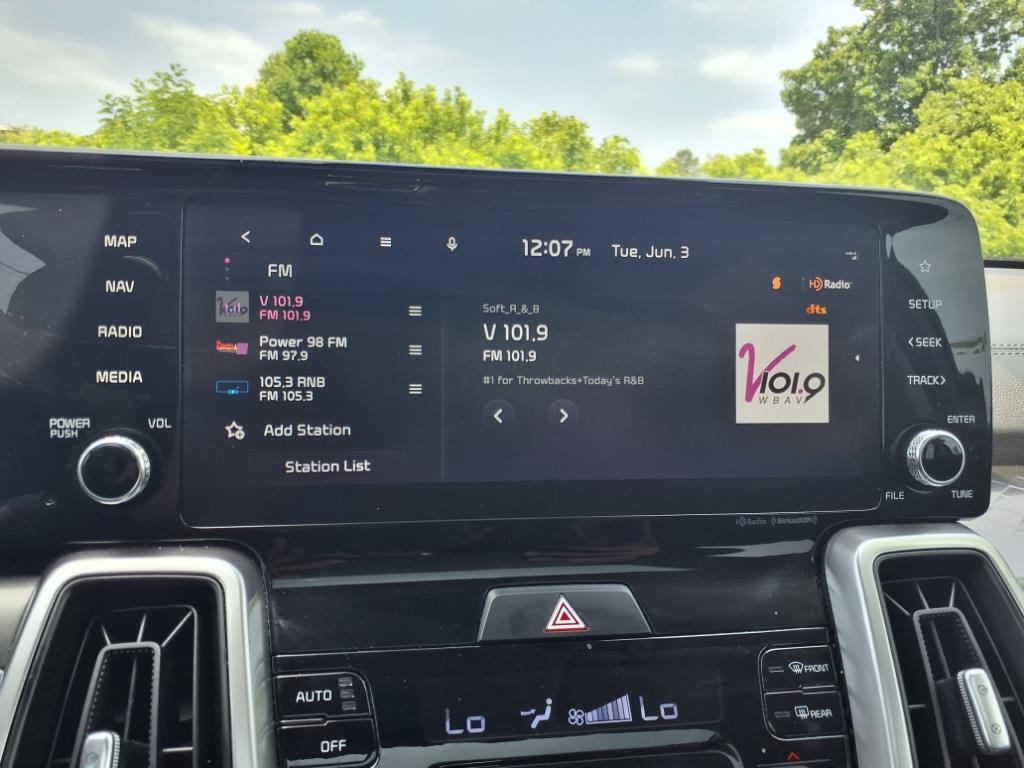 12:07 PM Tue, Jun. 3
MAP
NAV
RADIO
MEDIA
POWER
PUSH
VOL
FM
V 101.9
FM 101.9
Power 98 FM
FM 97.9
105.3 RNB
FM 105.3
Add Station
Station List
HD Radio
dts
Soft_R_&_B
V 101.9
FM 101.9
#1 for Throwbacks+Today's R&B
V101.9
WBAV
SETUP
< SEEK
TRACK >
ENTER
FILE
TUNE
HD Radio ((SiriusXM))
AUTO
OFF
Lo
Lo
FRONT
REAR